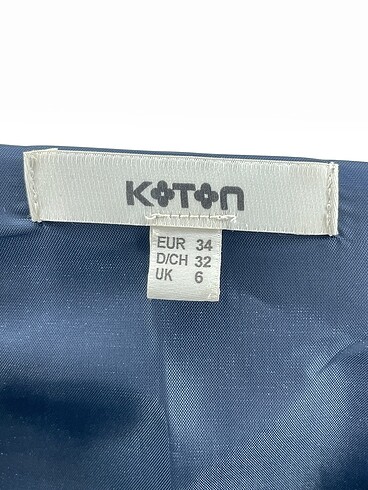 KOTON
EUR 34
D/CH 32
UK 6